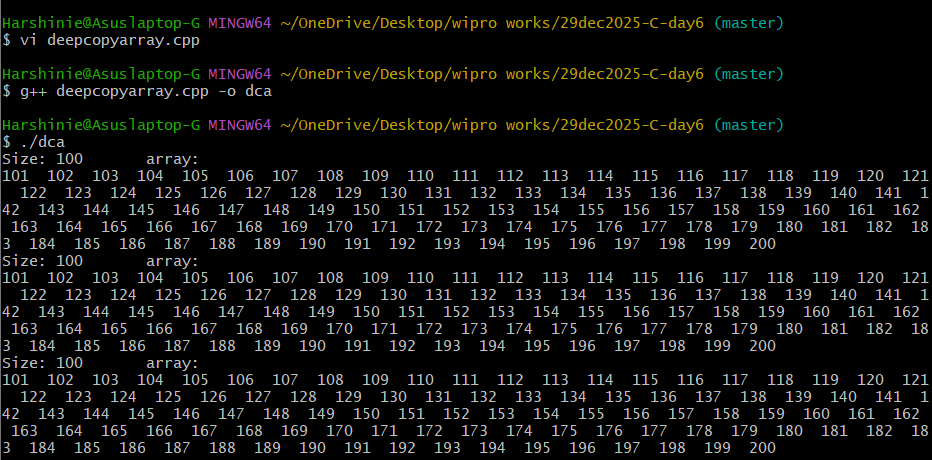 Harshinie@Asuslaptop-G MINGW64 ~/OneDrive/Desktop/wipro works/29dec2025-C-day6 (master)
$ vi deepcopyarray.cpp
Harshinie@Asuslaptop-G MINGW64 ~/OneDrive/Desktop/wipro works/29dec2025-C-day6 (master)
$ g++ deepcopyarray.cpp -o dca
Harshinie@Asuslaptop-G MINGW64 ~/OneDrive/Desktop/wipro works/29dec2025-C-day6 (master)
$ ./dca
Size: 100       array:
101  102  103  104  105  106  107  108  109  110  111  112  113  114  115  116  117  118  119  120  121
  122  123  124  125  126  127  128  129  130  131  132  133  134  135  136  137  138  139  140  141  1
42  143  144  145  146  147  148  149  150  151  152  153  154  155  156  157  158  159  160  161  162
 163  164  165  166  167  168  169  170  171  172  173  174  175  176  177  178  179  180  181  182  18
3  184  185  186  187  188  189  190  191  192  193  194  195  196  197  198  199  200
Size: 100       array:
101  102  103  104  105  106  107  108  109  110  111  112  113  114  115  116  117  118  119  120  121
  122  123  124  125  126  127  128  129  130  131  132  133  134  135  136  137  138  139  140  141  1
42  143  144  145  146  147  148  149  150  151  152  153  154  155  156  157  158  159  160  161  162
 163  164  165  166  167  168  169  170  171  172  173  174  175  176  177  178  179  180  181  182  18
3  184  185  186  187  188  189  190  191  192  193  194  195  196  197  198  199  200
Size: 100       array:
101  102  103  104  105  106  107  108  109  110  111  112  113  114  115  116  117  118  119  120  121
  122  123  124  125  126  127  128  129  130  131  132  133  134  135  136  137  138  139  140  141  1
42  143  144  145  146  147  148  149  150  151  152  153  154  155  156  157  158  159  160  161  162
 163  164  165  166  167  168  169  170  171  172  173  174  175  176  177  178  179  180  181  182  18
3  184  185  186  187  188  189  190  191  192  193  194  195  196  197  198  199  200